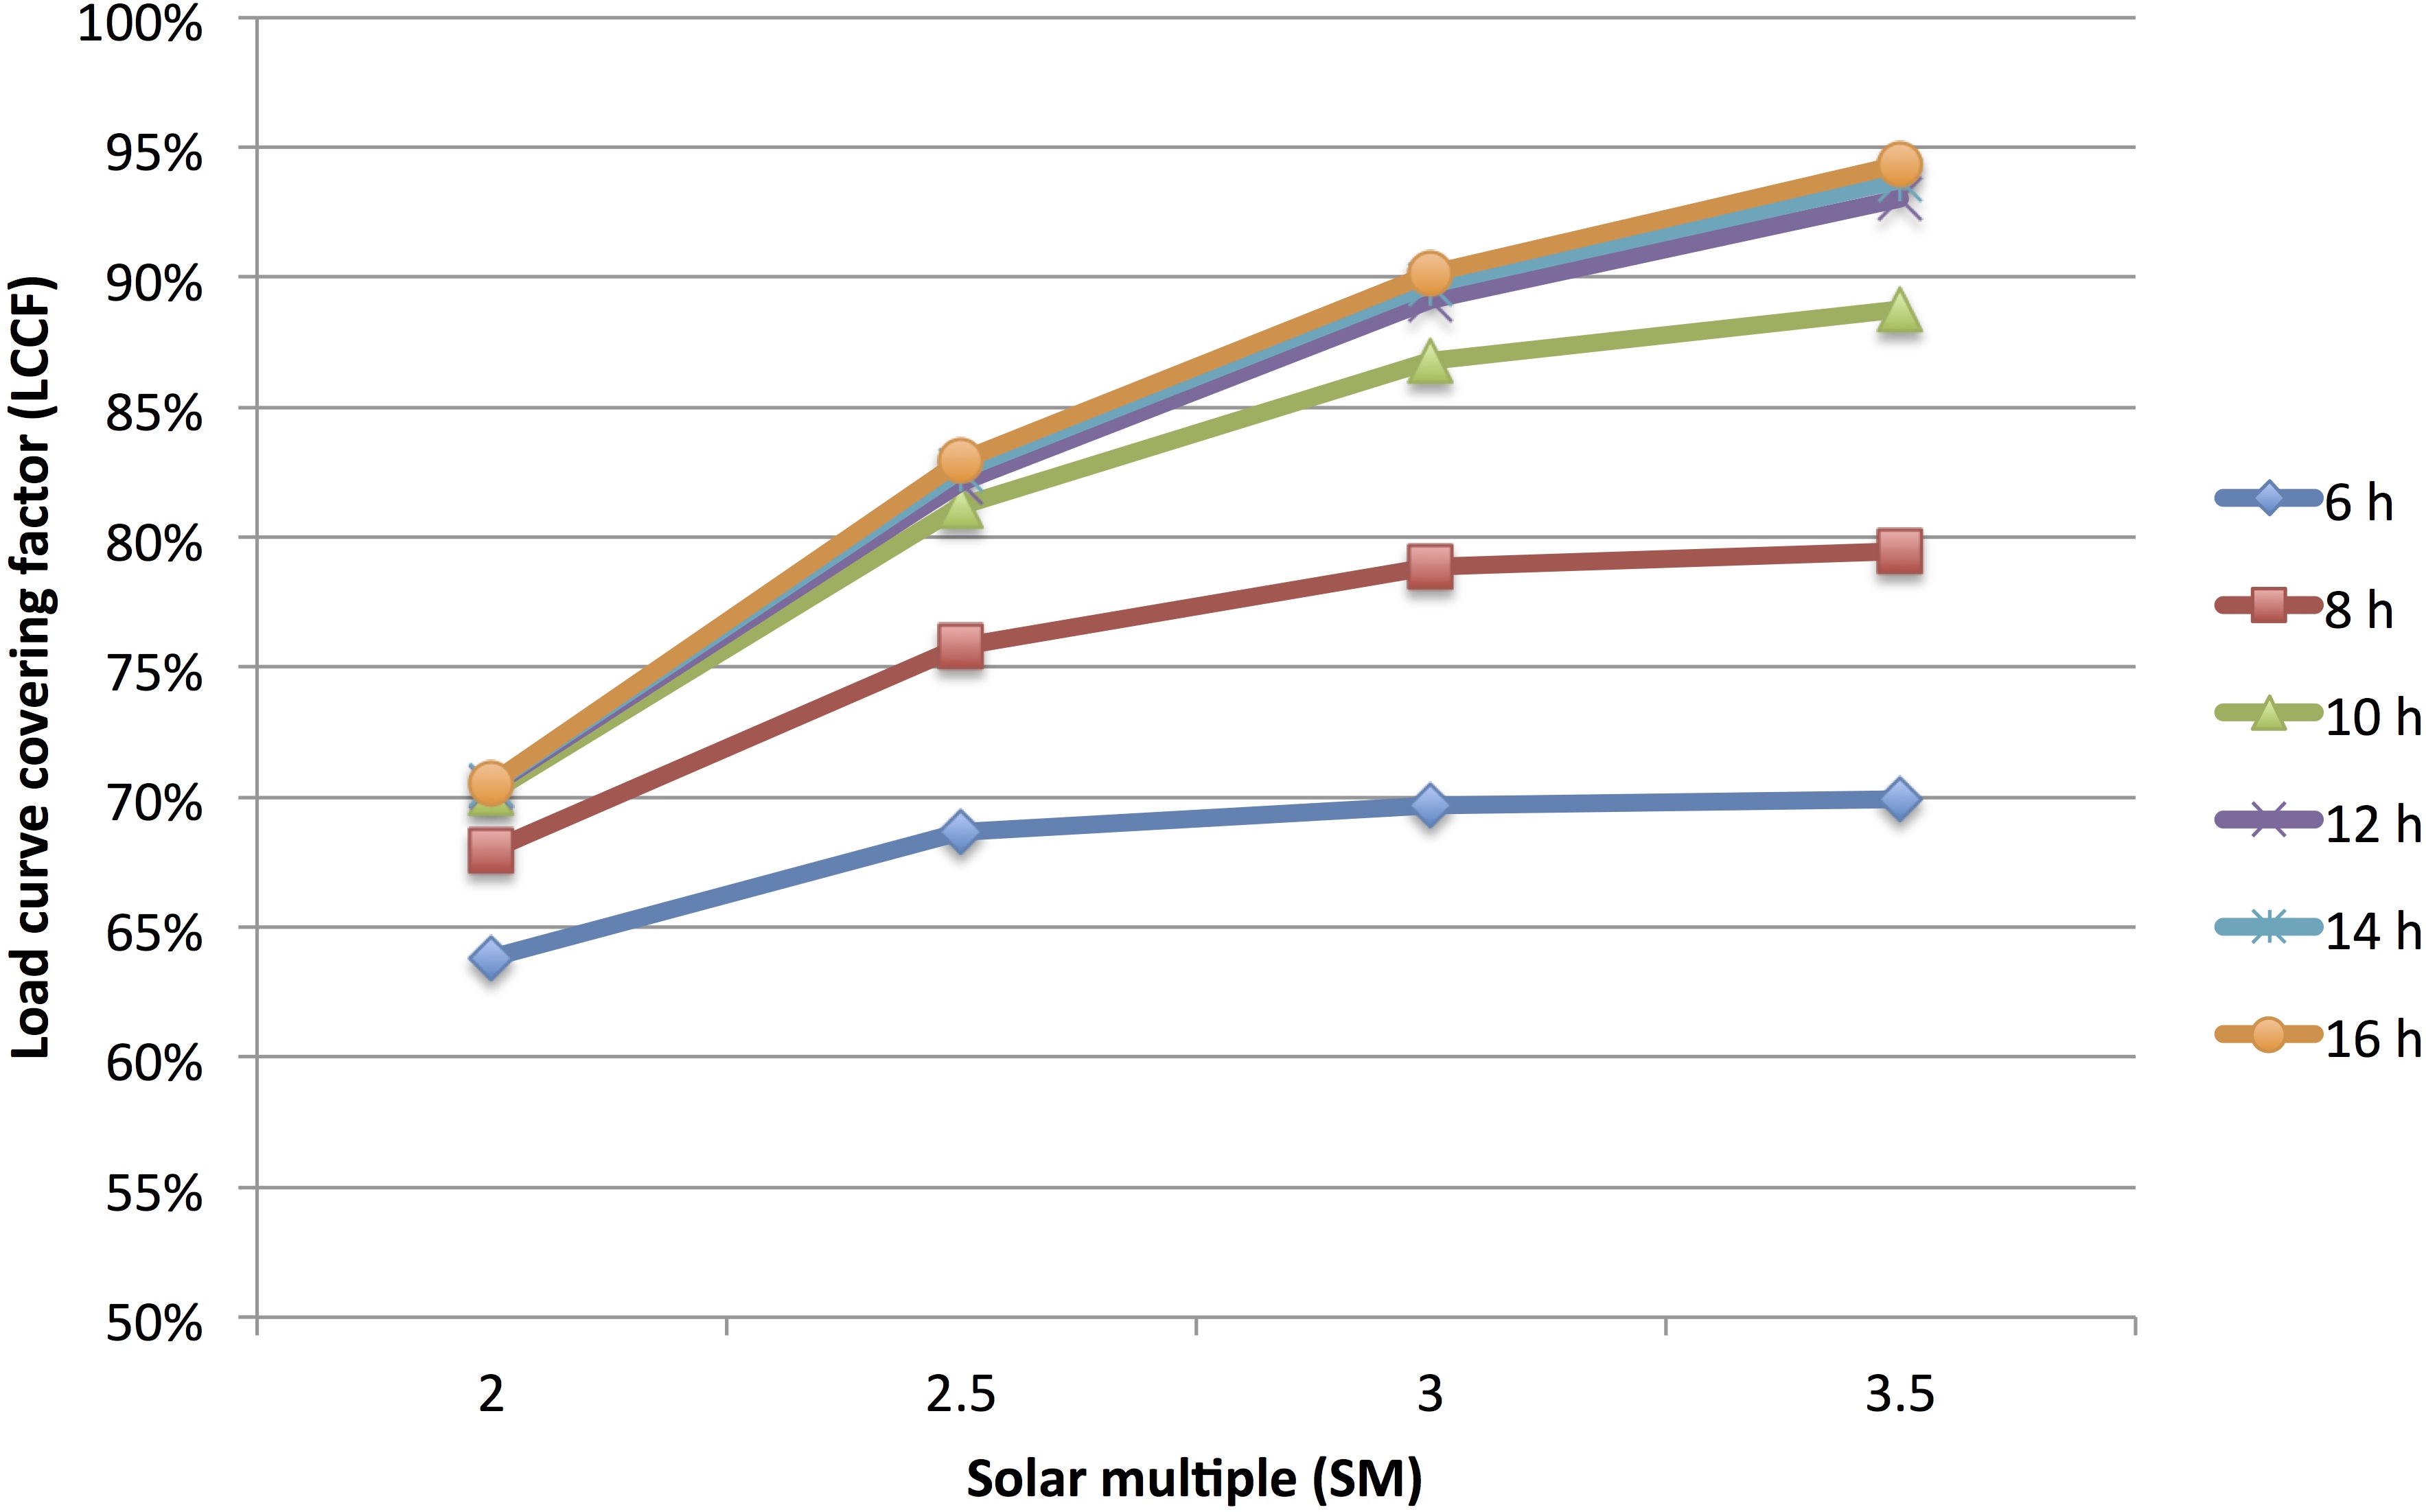 Load curve covering factor (LCCF)
100%
95%
90%
85%
80%
75%
70%
65%
60%
55%
50%
2 2.5 3 3.5
Solar multiple (SM)
6 h
8 h
10 h
12 h
14 h
16 h